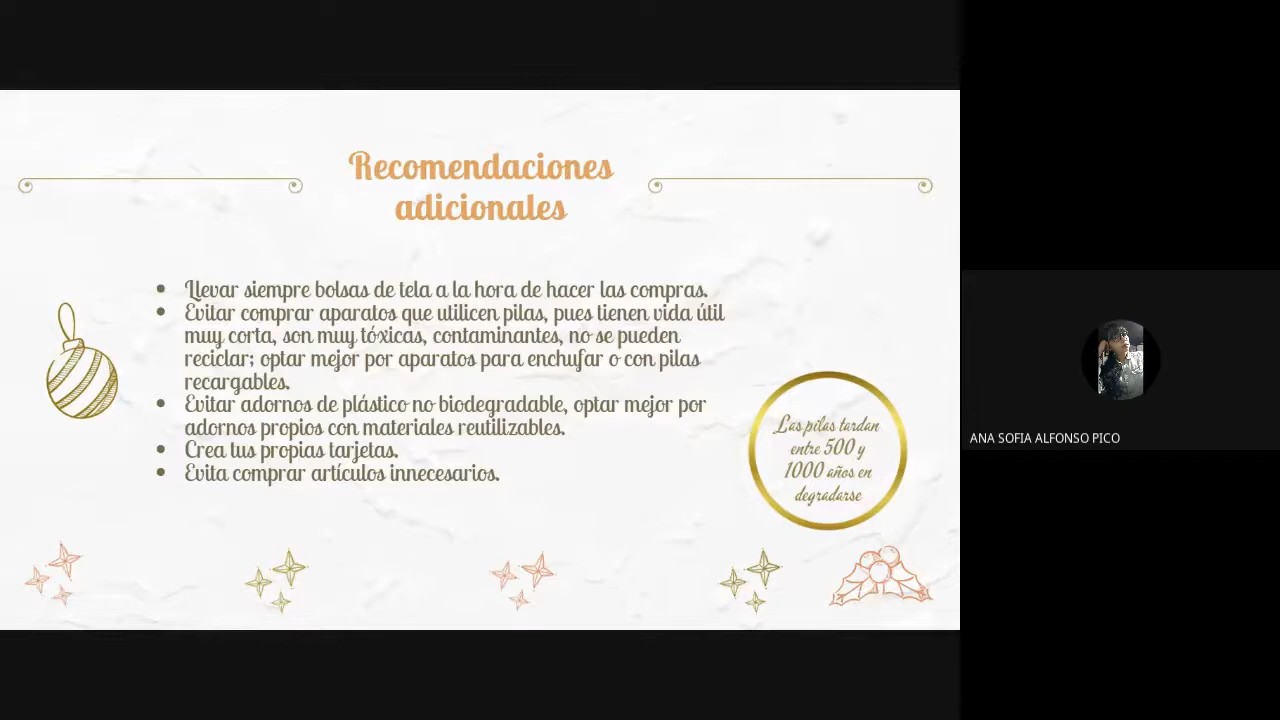 Recomendaciones
adicionales
• Llevar siempre bolsas de tela a la hora de hacer las compras.
• Evitar comprar aparatos que utilicen pilas, pues tienen vida útil
muy corta, son muy tóxicas, contaminantes, no se pueden
reciclar; optar mejor por aparatos para enchufar o con pilas
recargables.
• Evitar adornos de plástico no biodegradable, optar mejor por
adornos propios con materiales reutilizables.
• Crea tus propias tarjetas.
• Evita comprar artículos innecesarios.
Las pilas tardan
entre 500 y
1000 años en
degradarse
ANA SOFIA ALFONSO PICO